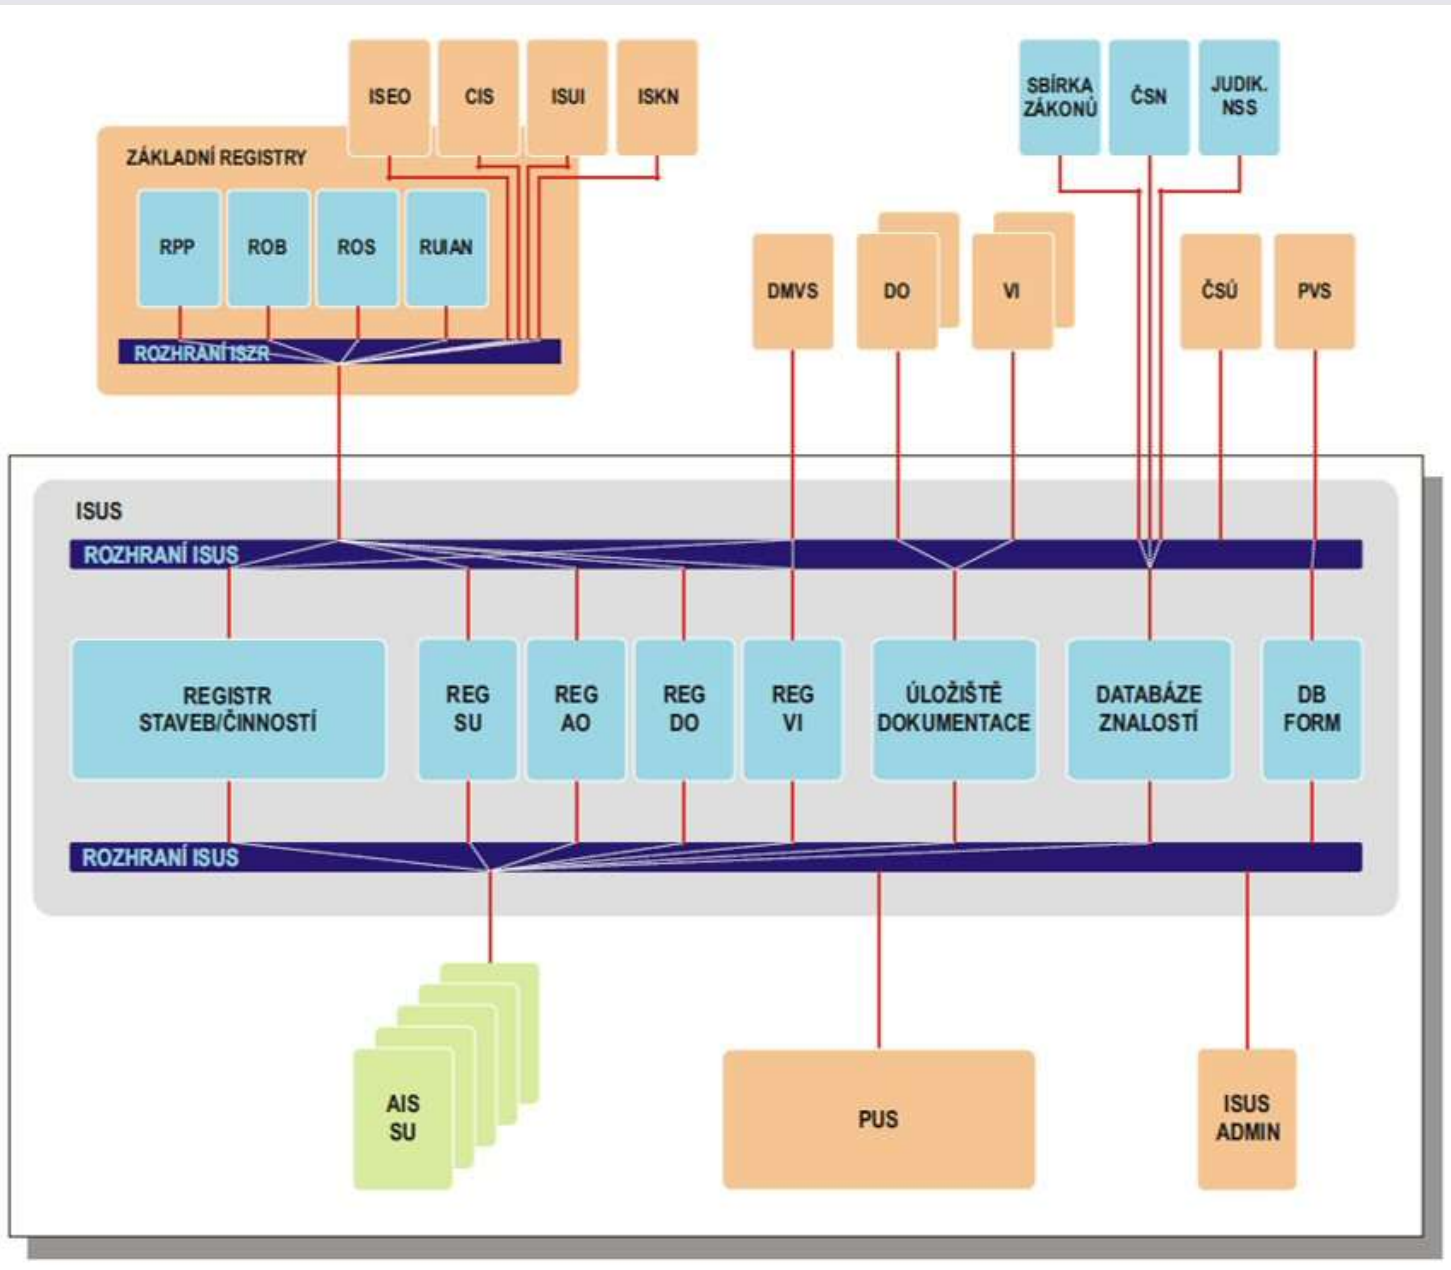 ISEO
CIS
ISUI
ISKN
SBÍRKA
ZÁKONŮ
ČSN
JUDIK.
NSS
ZÁKLADNÍ REGISTRY
RPP
ROB
ROS
RUIAN
DMVS
DO
VI
ČSÚ
PVS
ROZHRANÍ ISZR
ISUS
ROZHRANÍ ISUS
REGISTR
STAVEB/ČINNOSTÍ
REG
SU
REG
AO
REG
DO
REG
VI
ÚLOŽIŠTĚ
DOKUMENTACE
DATABÁZE
ZNALOSTÍ
DB
FORM
ROZHRANÍ ISUS
AIS
SU
PUS
ISUS
ADMIN